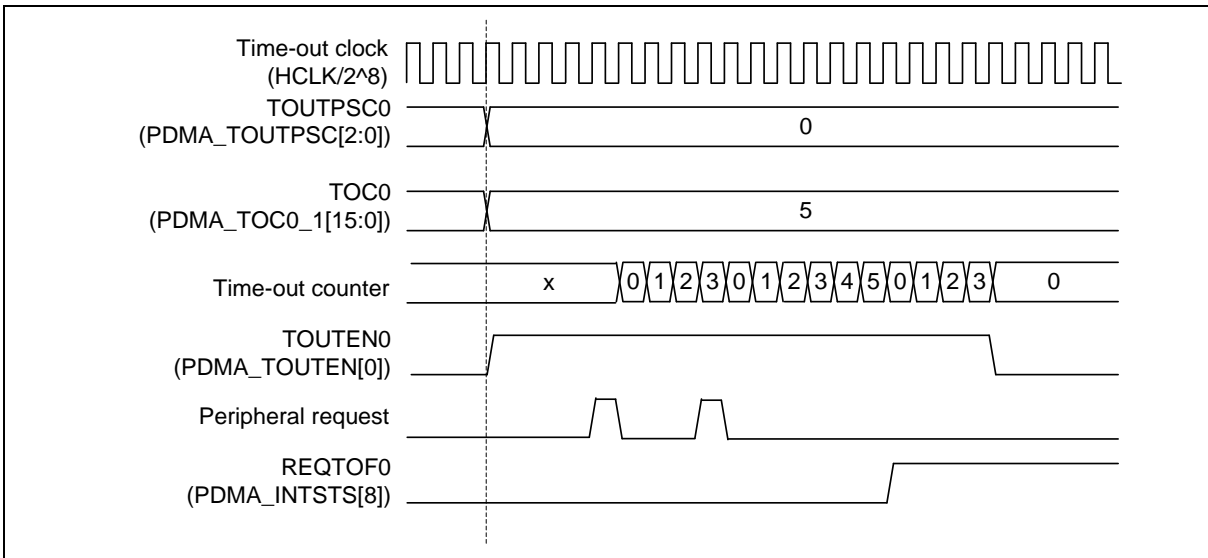 Time-out clock
(HCLK/2^8)
TOUTPSC0
(PDMA_TOUTPSC[2:0])
0
TOC0
(PDMA_TOC0_1[15:0])
5
Time-out counter
x 0 1 2 3 0 1 2 3 4 5 0 1 2 3 0
TOUTEN0
(PDMA_TOUTEN[0])
Peripheral request
REQTOF0
(PDMA_INTSTS[8])